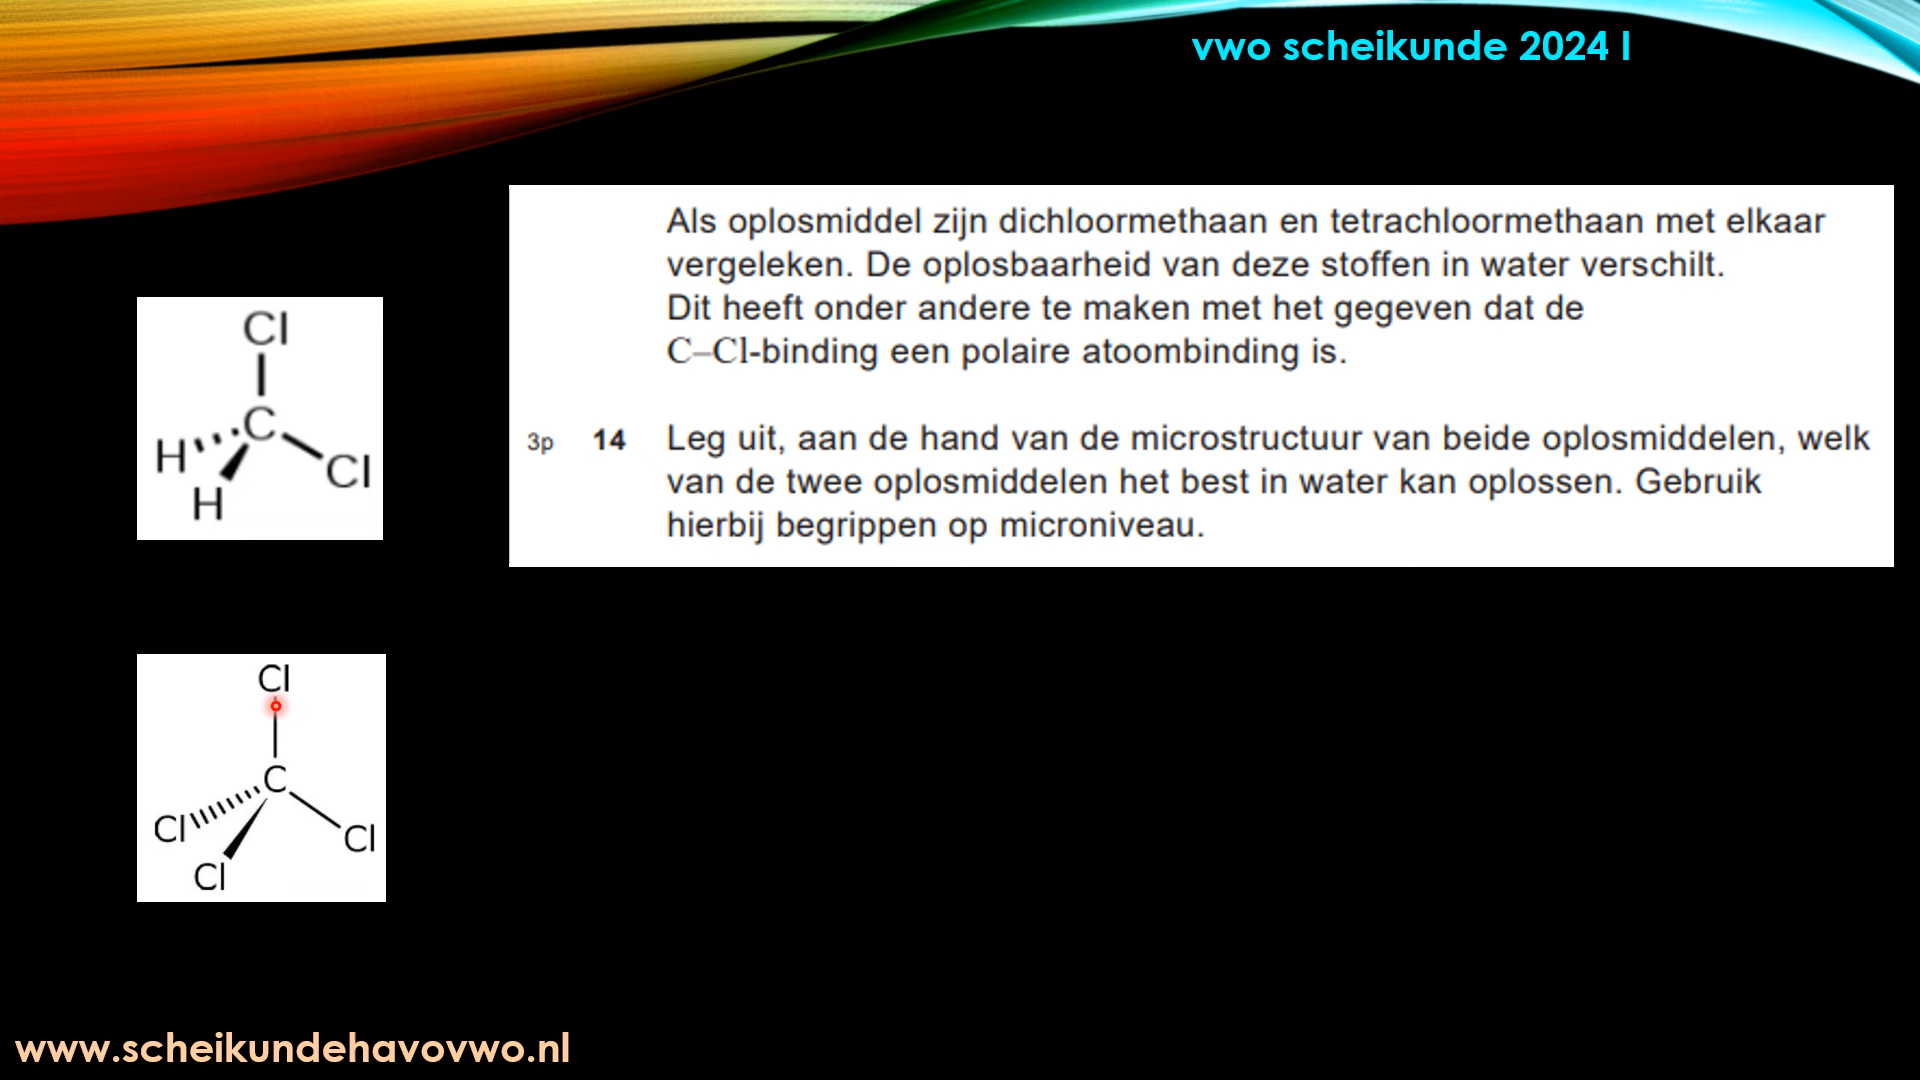 vwo scheikunde 2024 I
Als oplosmiddel zijn dichloormethaan en tetrachloormethaan met elkaar
vergeleken. De oplosbaarheid van deze stoffen in water verschilt.
Dit heeft onder andere te maken met het gegeven dat de
C–Cl-binding een polaire atoombinding is.
3p 14 Leg uit, aan de hand van de microstructuur van beide oplosmiddelen, welk
van de twee oplosmiddelen het best in water kan oplossen. Gebruik
hierbij begrippen op microniveau.
Cl
C
H
Cl
H
Cl
C
Cl
Cl
Cl
www.scheikundehavovwo.nl